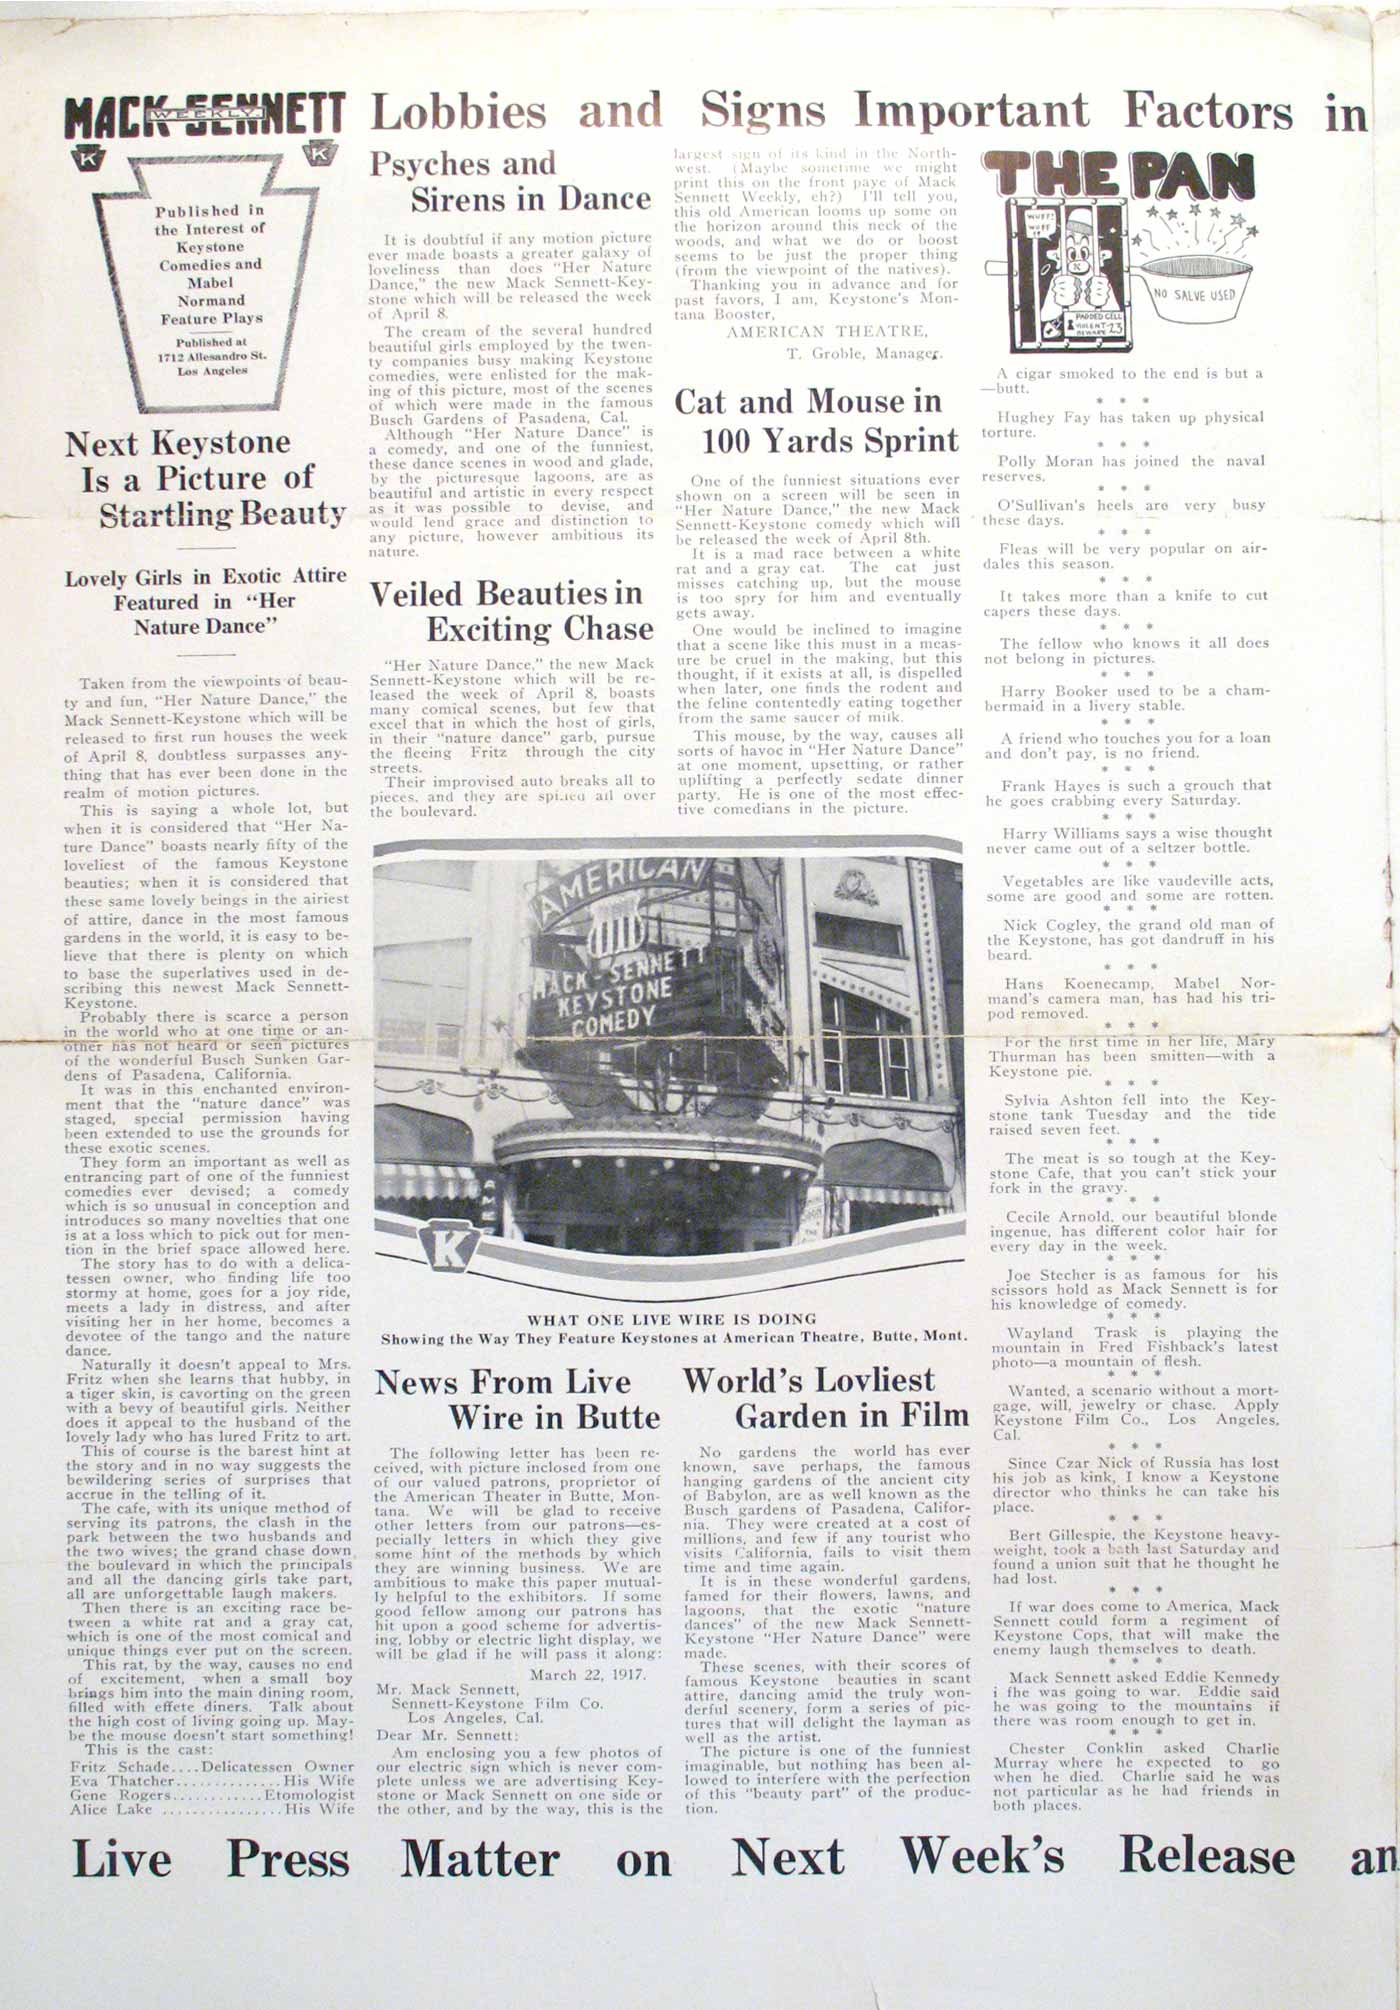 MACK SENNETT
WEEKLY
K
K
Published in
the Interest of
Keystone
Comedies and
Mabel
Normand
Feature Plays
Published at
1712 Allesandro St.
Los Angeles
Lobbies and Signs Important Factors in
Next Keystone
Is a Picture of
Startling Beauty
Lovely Girls in Exotic Attire
Featured in "Her
Nature Dance"
Taken from the viewpoints of beau-
ty and fun, "Her Nature Dance," the
Mack Sennett-Keystone which will be
released to first run houses the week
of April 8, doubtless surpasses any-
thing that has ever been done in the
realm of motion pictures.
This is saying a whole lot, but
when it is considered that "Her Na-
ture Dance" boasts nearly fifty of the
loveliest of the famous Keystone
beauties; when it is considered that
these same lovely beings in the airiest
of attire, dance in the most famous
gardens in the world, it is easy to be-
lieve that there is plenty on which
to base the superlatives used in de-
scribing this newest Mack Sennett-
Keystone.
Probably there is scarce a person
in the world who at one time or an-
other has not heard or seen pictures
of the wonderful Busch Sunken Gar-
dens of Pasadena, California.
It was in this enchanted environ-
ment that the "nature dance" was
staged, special permission having
been extended to use the grounds for
these exotic scenes.
They form an important as well as
entrancing part of one of the funniest
comedies ever devised; a comedy
which is so unusual in conception and
introduces so many novelties that one
is at a loss which to pick out for men-
tion in the brief space allowed here.
The story has to do with a delica-
tessen owner, who finding life too
stormy at home, goes for a joy ride,
meets a lady in distress, and after
visiting her in her home, becomes a
devotee of the tango and the nature
dance.
Naturally it doesn't appeal to Mrs.
Fritz when she learns that hubby, in
a tiger skin, is cavorting on the green
with a bevy of beautiful girls. Neither
does it appeal to the husband of the
lovely lady who has lured Fritz to art.
This of course is the barest hint at
the story and in no way suggests the
bewildering series of surprises that
accrue in the telling of it.
The cafe, with its unique method of
serving its patrons, the clash in the
park between the two husbands and
the two wives; the grand chase down
the boulevard in which the principals
and all the dancing girls take part,
all are unforgettable laugh makers.
Then there is an exciting race be-
tween a white rat and a gray cat,
which is one of the most comical and
unique things ever put on the screen.
This rat, by the way, causes no end
of excitement, when a small boy
brings him into the main dining room,
filled with effete diners. Talk about
the high cost of living going up. May-
be the mouse doesn't start something!
This is the cast:
Fritz Schade....Delicatessen Owner
Eva Thatcher..............His Wife
Gene Rogers............Etomologist
Alice Lake ................His Wife
Psyches and
Sirens in Dance
It is doubtful if any motion picture
ever made boasts a greater galaxy of
loveliness than does "Her Nature
Dance," the new Mack Sennett-Key-
stone which will be released the week
of April 8.
The cream of the several hundred
beautiful girls employed by the twen-
ty companies busy making Keystone
comedies, were enlisted for the mak-
ing of this picture, most of the scenes
of which were made in the famous
Busch Gardens of Pasadena, Cal.
Although "Her Nature Dance" is
a comedy, and one of the funniest,
these dance scenes in wood and glade,
by the picturesque lagoons, are as
beautiful and artistic in every respect
as it was possible to devise, and
would lend grace and distinction to
any picture, however ambitious its
nature.
Veiled Beauties in
Exciting Chase
"Her Nature Dance," the new Mack
Sennett-Keystone which will be re-
leased the week of April 8, boasts
many comical scenes, but few that
excel that in which the host of girls,
in their "nature dance" garb, pursue
the fleeing Fritz through the city
streets.
Their improvised auto breaks all to
pieces, and they are spilled all over
the boulevard.
largest sign of its kind in the North-
west. (Maybe sometime we might
print this on the front paye of Mack
Sennett Weekly, eh?) I'll tell you,
this old American looms up some on
the horizon around this neck of the
woods, and what we do or boost
seems to be just the proper thing
(from the viewpoint of the natives).
Thanking you in advance and for
past favors, I am, Keystone's Mon-
tana Booster,
AMERICAN THEATRE,
T. Groble, Manager.
Cat and Mouse in
100 Yards Sprint
One of the funniest situations ever
shown on a screen will be seen in
"Her Nature Dance," the new Mack
Sennett-Keystone comedy which will
be released the week of April 8th.
It is a mad race between a white
rat and a gray cat. The cat just
misses catching up, but the mouse
is too spry for him and eventually
gets away.
One would be inclined to imagine
that a scene like this must in a meas-
ure be cruel in the making, but this
thought, if it exists at all, is dispelled
when later, one finds the rodent and
the feline contentedly eating together
from the same saucer of milk.
This mouse, by the way, causes all
sorts of havoc in "Her Nature Dance"
at one moment, upsetting, or rather
uplifting a perfectly sedate dinner
party. He is one of the most effec-
tive comedians in the picture.
AMERICAN
MACK-SENNETT
KEYSTONE
COMEDY
K
WHAT ONE LIVE WIRE IS DOING
Showing the Way They Feature Keystones at American Theatre, Butte, Mont.
News From Live
Wire in Butte
The following letter has been re-
ceived, with picture inclosed from one
of our valued patrons, proprietor of
the American Theater in Butte, Mon-
tana. We will be glad to receive
other letters from our patrons—es-
pecially letters in which they give
some hint of the methods by which
they are winning business. We are
ambitious to make this paper mutual-
ly helpful to the exhibitors. If some
good fellow among our patrons has
hit upon a good scheme for advertis-
ing, lobby or electric light display, we
will be glad if he will pass it along:
March 22, 1917.
Mr. Mack Sennett,
Sennett-Keystone Film Co.
Los Angeles, Cal.
Dear Mr. Sennett:
Am enclosing you a few photos of
our electric sign which is never com-
plete unless we are advertising Key-
stone or Mack Sennett on one side or
the other, and by the way, this is the
World's Lovliest
Garden in Film
No gardens the world has ever
known, save perhaps, the famous
hanging gardens of the ancient city
of Babylon, are as well known as the
Busch gardens of Pasadena, Califor-
nia. They were created at a cost of
millions, and few if any tourist who
visits California, fails to visit them
time and time again.
It is in these wonderful gardens,
famed for their flowers, lawns, and
lagoons, that the exotic "nature
dances" of the new Mack Sennett-
Keystone "Her Nature Dance" were
made.
These scenes, with their scores of
famous Keystone beauties in scant
attire, dancing amid the truly won-
derful scenery, form a series of pic-
tures that will delight the layman as
well as the artist.
The picture is one of the funniest
imaginable, but nothing has been al-
lowed to interfere with the perfection
of this "beauty part" of the produc-
tion.
THE PAN
WUFF!
WUFF
K
PADDED CELL
VIOLENT-23
BEWARE
NO SALVE USED
A cigar smoked to the end is but a
—butt.
* * *
Hughey Fay has taken up physical
torture.
* * *
Polly Moran has joined the naval
reserves.
* * *
O'Sullivan's heels are very busy
these days.
* * *
Fleas will be very popular on air-
dales this season.
* * *
It takes more than a knife to cut
capers these days.
* * *
The fellow who knows it all does
not belong in pictures.
* * *
Harry Booker used to be a cham-
bermaid in a livery stable.
* * *
A friend who touches you for a loan
and don't pay, is no friend.
* * *
Frank Hayes is such a grouch that
he goes crabbing every Saturday.
* * *
Harry Williams says a wise thought
never came out of a seltzer bottle.
* * *
Vegetables are like vaudeville acts,
some are good and some are rotten.
* * *
Nick Cogley, the grand old man of
the Keystone, has got dandruff in his
beard.
* * *
Hans Koenecamp, Mabel Nor-
mand's camera man, has had his tri-
pod removed.
* * *
For the first time in her life, Mary
Thurman has been smitten—with a
Keystone pie.
* * *
Sylvia Ashton fell into the Key-
stone tank Tuesday and the tide
raised seven feet.
* * *
The meat is so tough at the Key-
stone Cafe, that you can't stick your
fork in the gravy.
* * *
Cecile Arnold, our beautiful blonde
ingenue, has different color hair for
every day in the week.
* * *
Joe Stecher is as famous for his
scissors hold as Mack Sennett is for
his knowledge of comedy.
* * *
Wayland Trask is playing the
mountain in Fred Fishback's latest
photo—a mountain of flesh.
* * *
Wanted, a scenario without a mort-
gage, will, jewelry or chase. Apply
Keystone Film Co., Los Angeles,
Cal.
* * *
Since Czar Nick of Russia has lost
his job as kink, I know a Keystone
director who thinks he can take his
place.
* * *
Bert Gillespie, the Keystone heavy-
weight, took a bath last Saturday and
found a union suit that he thought he
had lost.
* * *
If war does come to America, Mack
Sennett could form a regiment of
Keystone Cops, that will make the
enemy laugh themselves to death.
* * *
Mack Sennett asked Eddie Kennedy
i fhe was going to war. Eddie said
he was going to the mountains if
there was room enough to get in.
* * *
Chester Conklin asked Charlie
Murray where he expected to go
when he died. Charlie said he was
not particular as he had friends in
both places.
Live Press Matter on Next Week's Release an